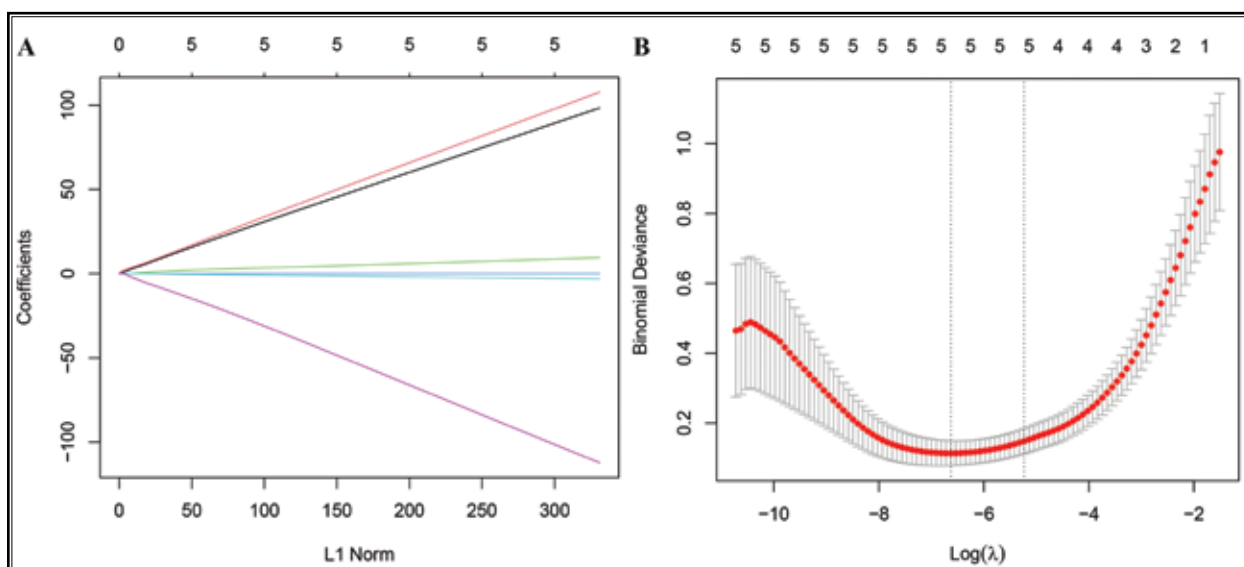 A
0 5 5 5 5 5 5
100
50
0
−50
−100
Coefficients
0 50 100 150 200 250 300
L1 Norm
B
5 5 5 5 5 5 5 5 5 5 5 4 4 4 3 2 1
1.0
0.8
0.6
0.4
0.2
Binomial Deviance
−10 −8 −6 −4 −2
Log(λ)